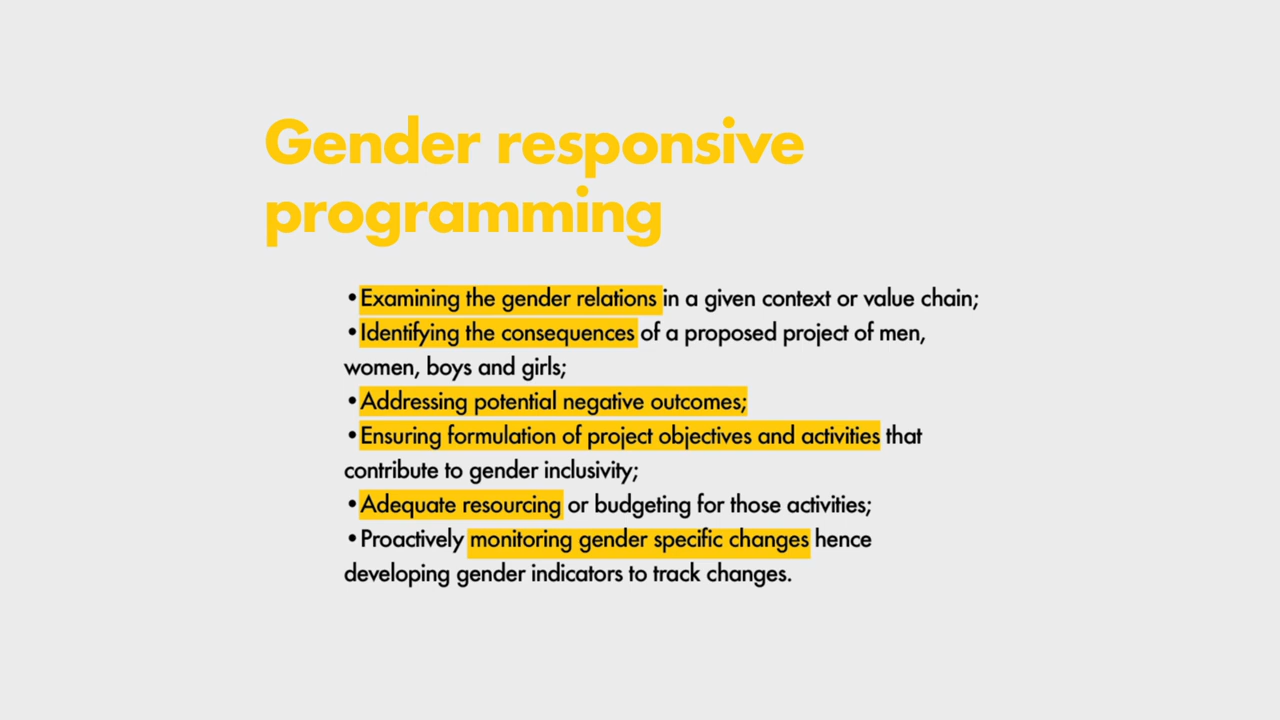 Gender responsive
programming
•Examining the gender relations in a given context or value chain;
•Identifying the consequences of a proposed project of men,
women, boys and girls;
•Addressing potential negative outcomes;
•Ensuring formulation of project objectives and activities that
contribute to gender inclusivity;
•Adequate resourcing or budgeting for those activities;
•Proactively monitoring gender specific changes hence
developing gender indicators to track changes.